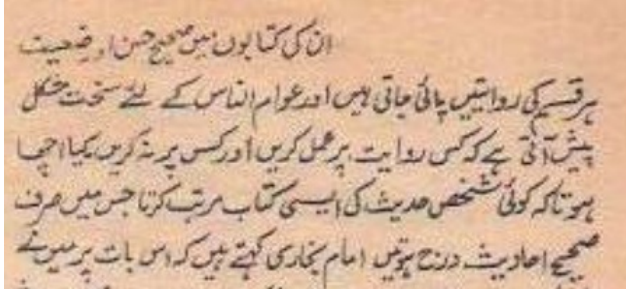 ان کی کتابوں میں صحیح حسن اور ضعیف
ہر قسم کی روایتیں پائی جاتی ہیں اور عوام الناس کے لئے سخت مشکل
پیش آتی ہے کہ کس روایت پر عمل کریں اور کس پر نہ کریں کیا اچھا
ہوتا کہ کوئی شخص حدیث کی ایسی کتاب مرتب کرتا جس میں صرف
صحیح احادیث درج ہوتیں امام بخاری کہتے ہیں کہ اس بات پر میں نے